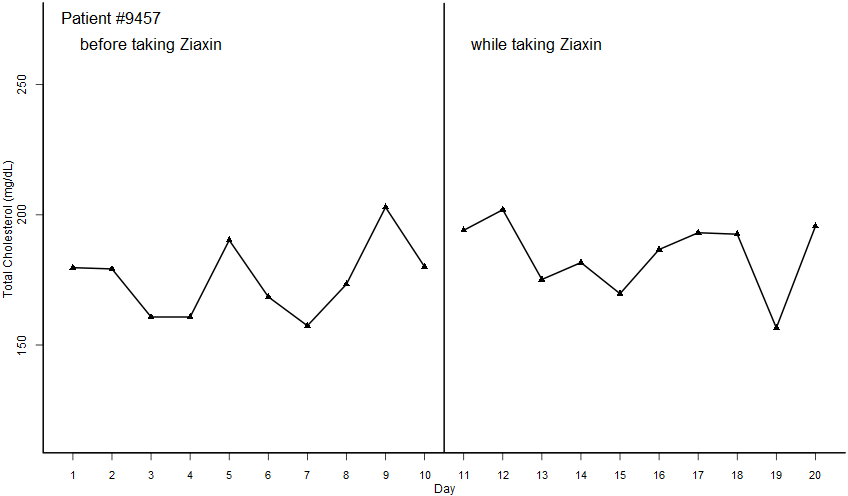 Patient #9457
before taking Ziaxin
while taking Ziaxin
Total Cholesterol (mg/dL)
250
200
150
1 2 3 4 5 6 7 8 9 10 11 12 13 14 15 16 17 18 19 20
Day